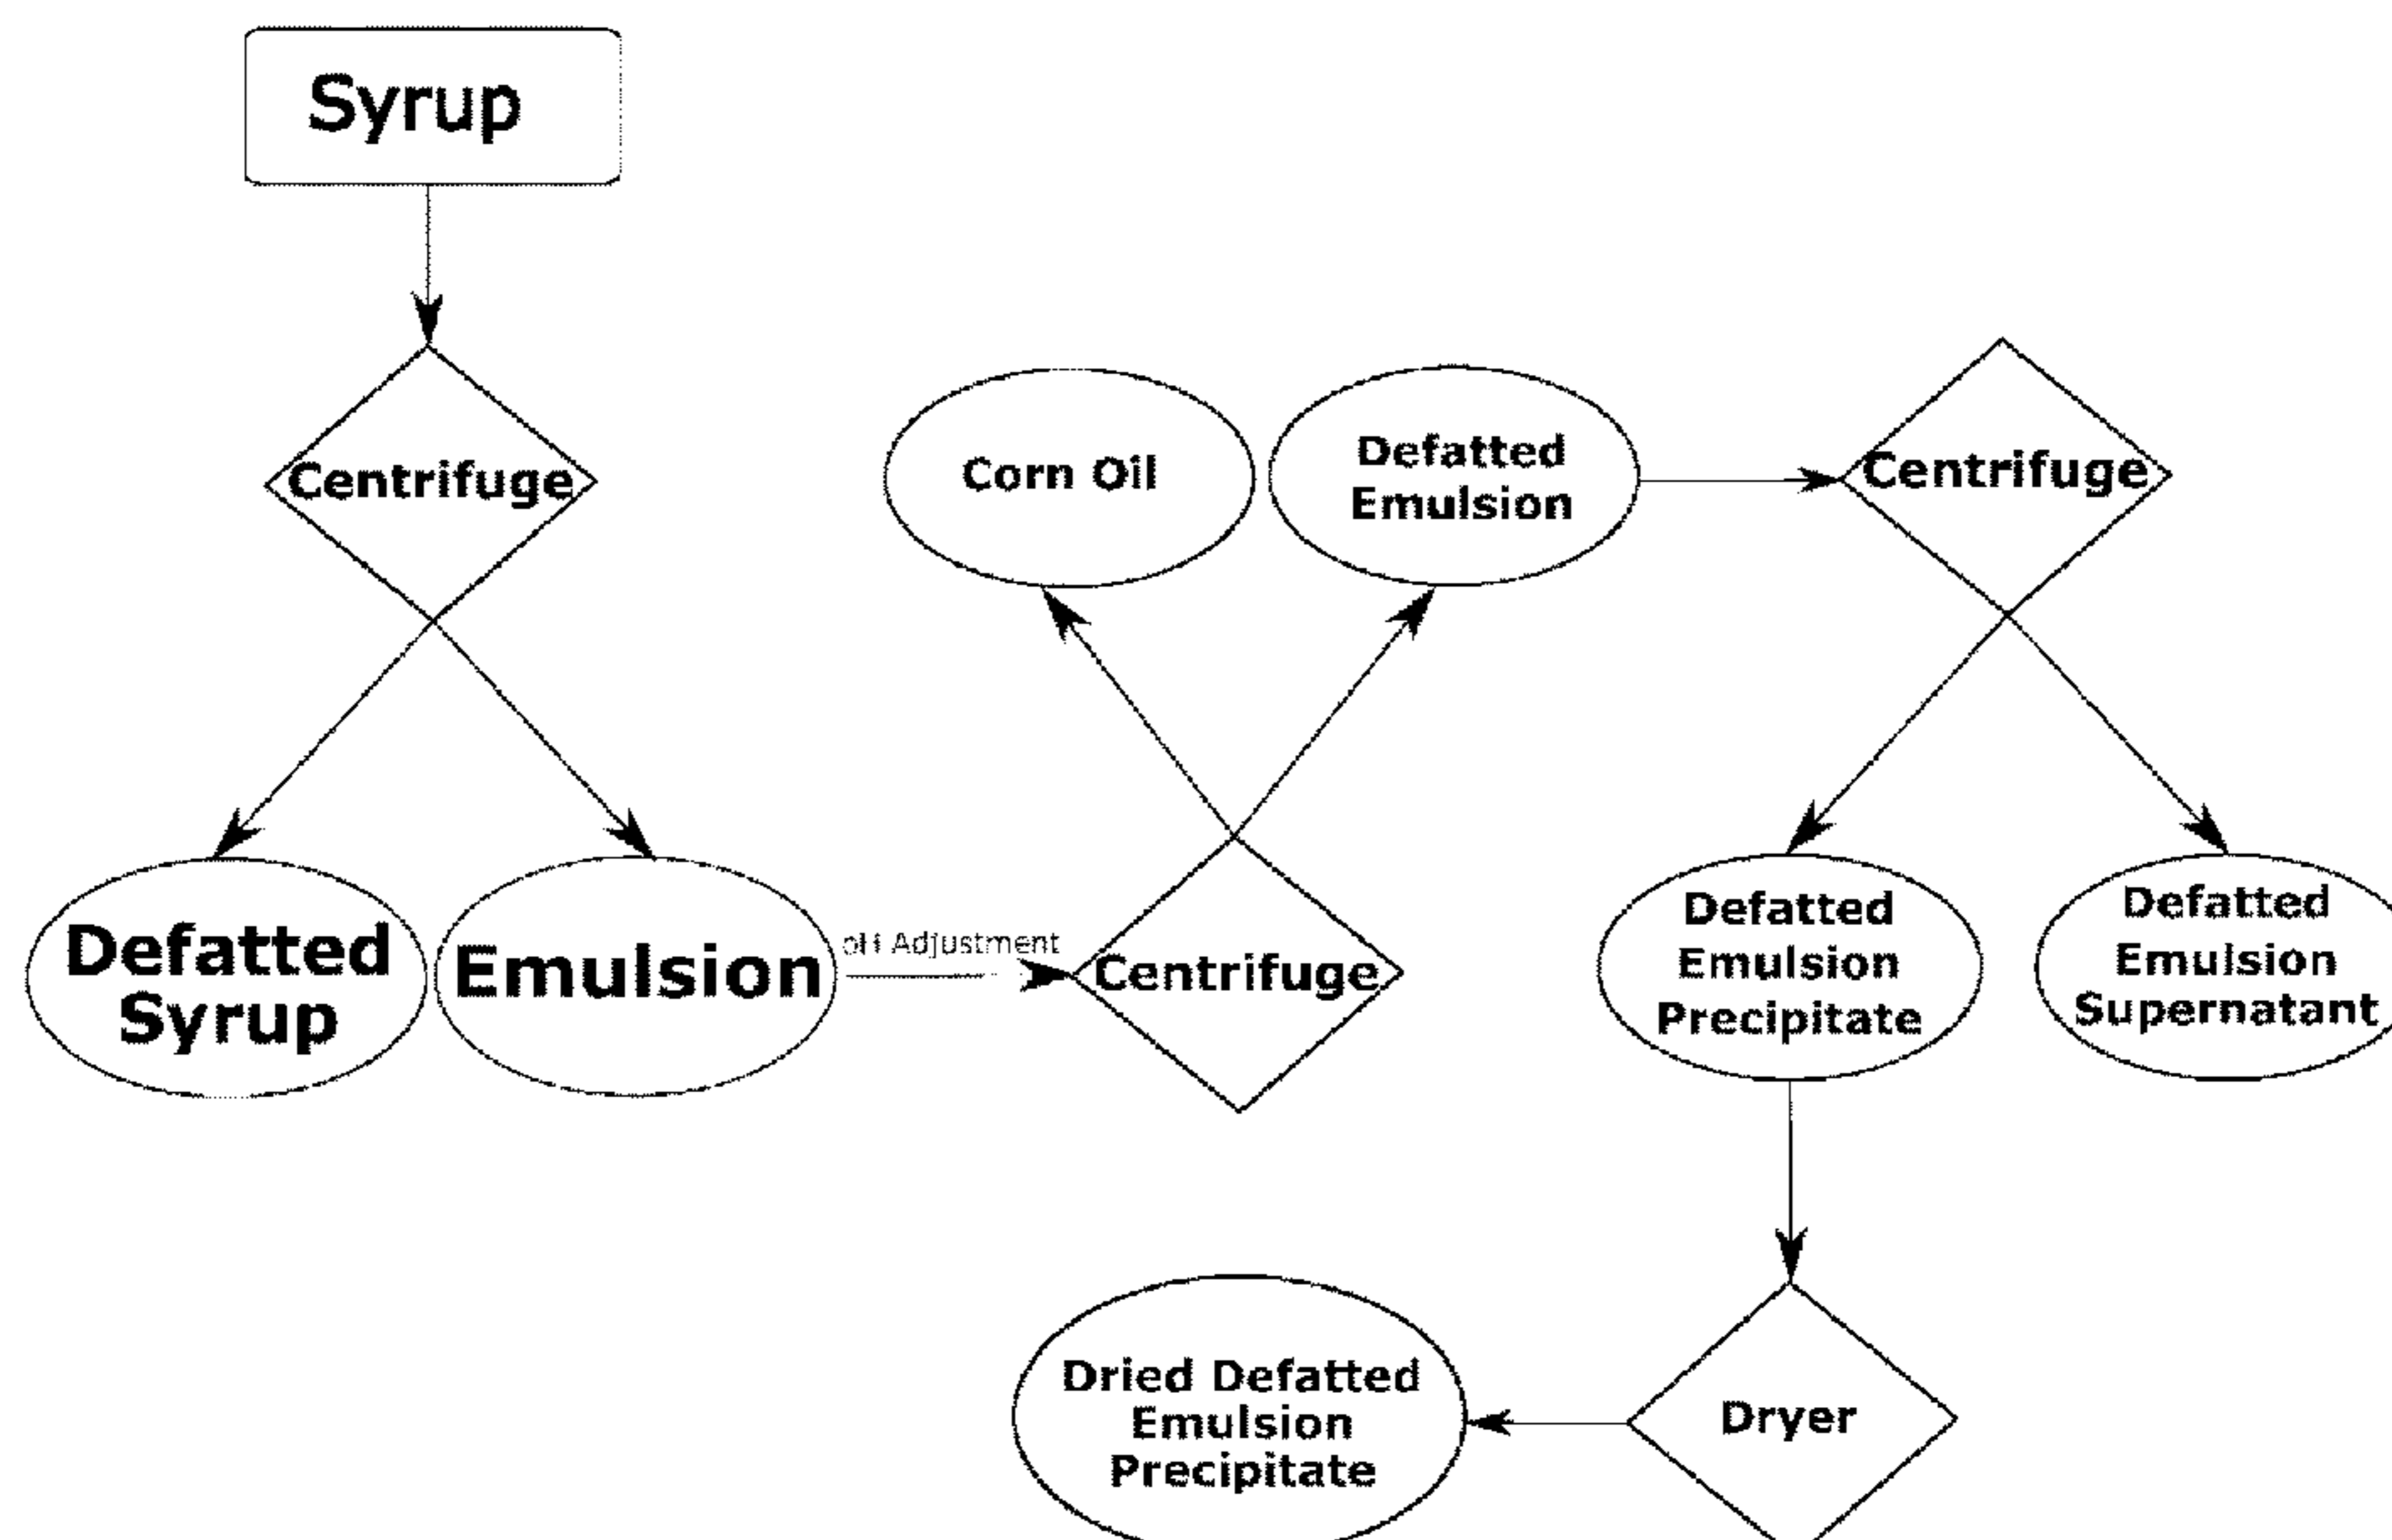 Syrup
Centrifuge
Defatted
Syrup
Emulsion
pH Adjustment
Centrifuge
Corn Oil
Defatted
Emulsion
Centrifuge
Defatted
Emulsion
Precipitate
Defatted
Emulsion
Supernatant
Dryer
Dried Defatted
Emulsion
Precipitate